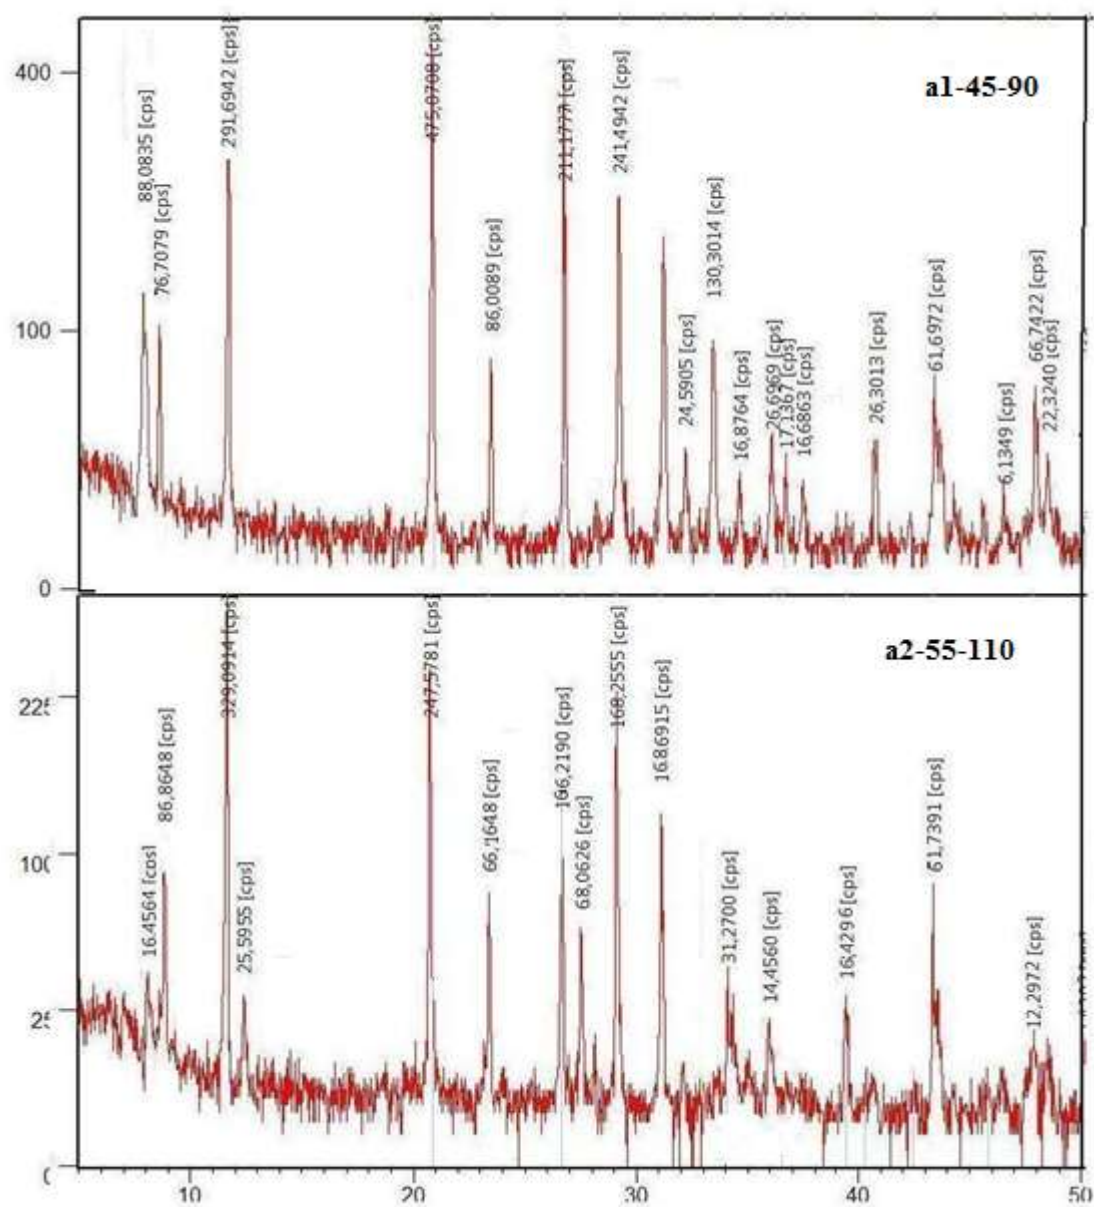 a1-45-90
400
100
0
88,0835 [cps]
76,7079 [cps]
291,6942 [cps]
475,0708 [cps]
86,0089 [cps]
211,1777 [cps]
241,4942 [cps]
24,5905 [cps]
130,3014 [cps]
16,8764 [cps]
26,6969 [cps]
17,1367 [cps]
16,6863 [cps]
26,3013 [cps]
61,6972 [cps]
6,1349 [cps]
66,7422 [cps]
22,3240 [cps]
a2-55-110
16,4564 [cps]
86,8648 [cps]
329,0914 [cps]
25,5955 [cps]
247,5781 [cps]
66,1648 [cps]
68,0626 [cps]
168,2555 [cps]
16,86915 [cps]
31,2700 [cps]
14,4560 [cps]
16,4296 [cps]
61,7391 [cps]
12,2972 [cps]
10
20
30
40
50